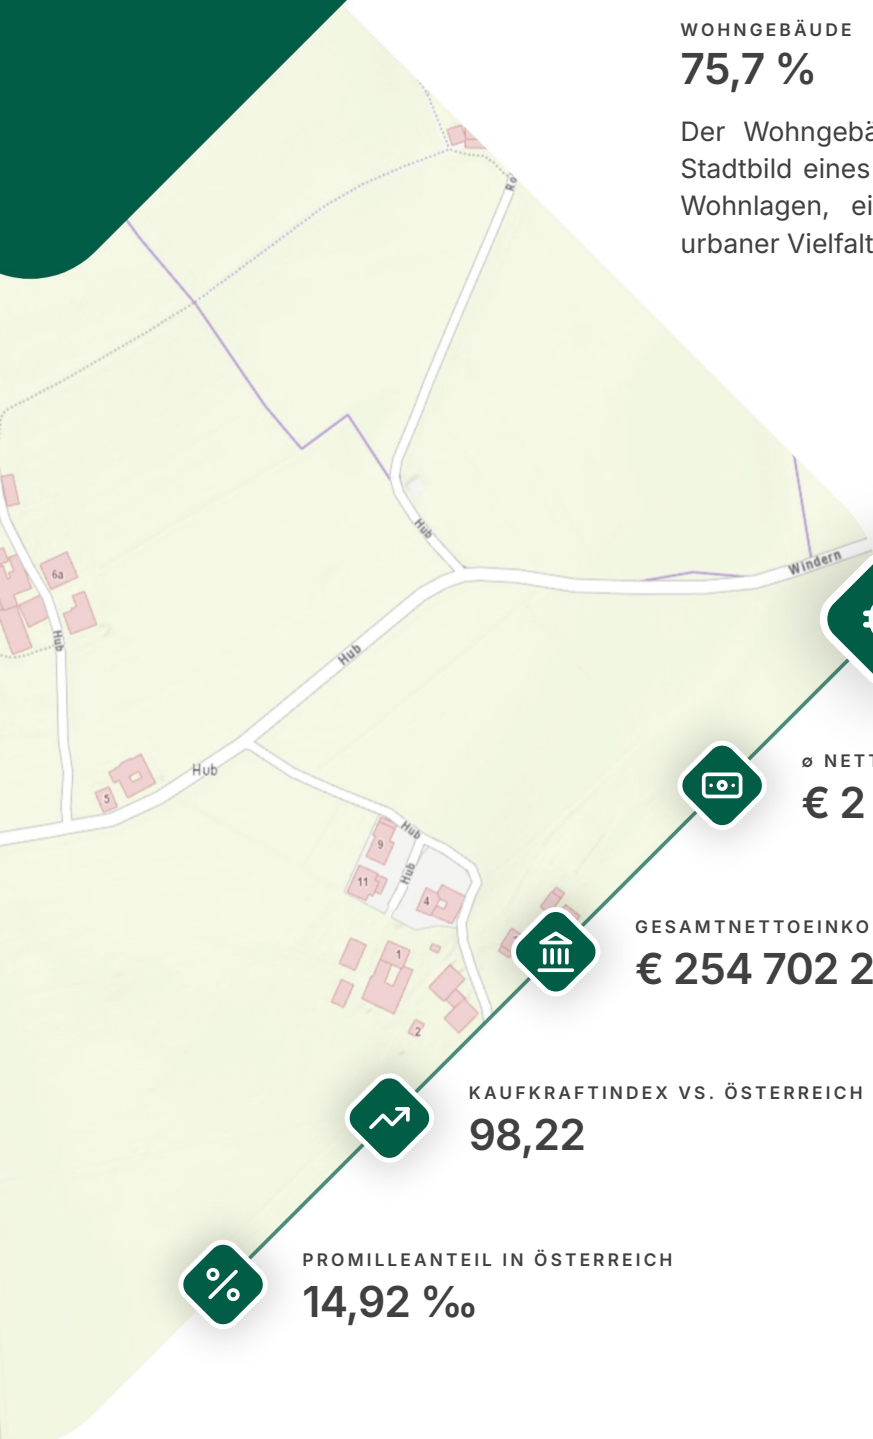 WOHNGEBÄUDE
75,7 %
Der Wohngebä
Stadtbild eines
Wohnlagen, ei
urbaner Vielfalt
Ro
Hub
Windern
6a
Hub
Hub
Hub
5
Ø NETT
€ 2
Hub
9
Hub
11
4
GESAMTNETTOEINKO
€ 254 702 2
1
2
KAUFKRAFTINDEX VS. ÖSTERREICH
98,22
PROMILLEANTEIL IN ÖSTERREICH
14,92 ‰